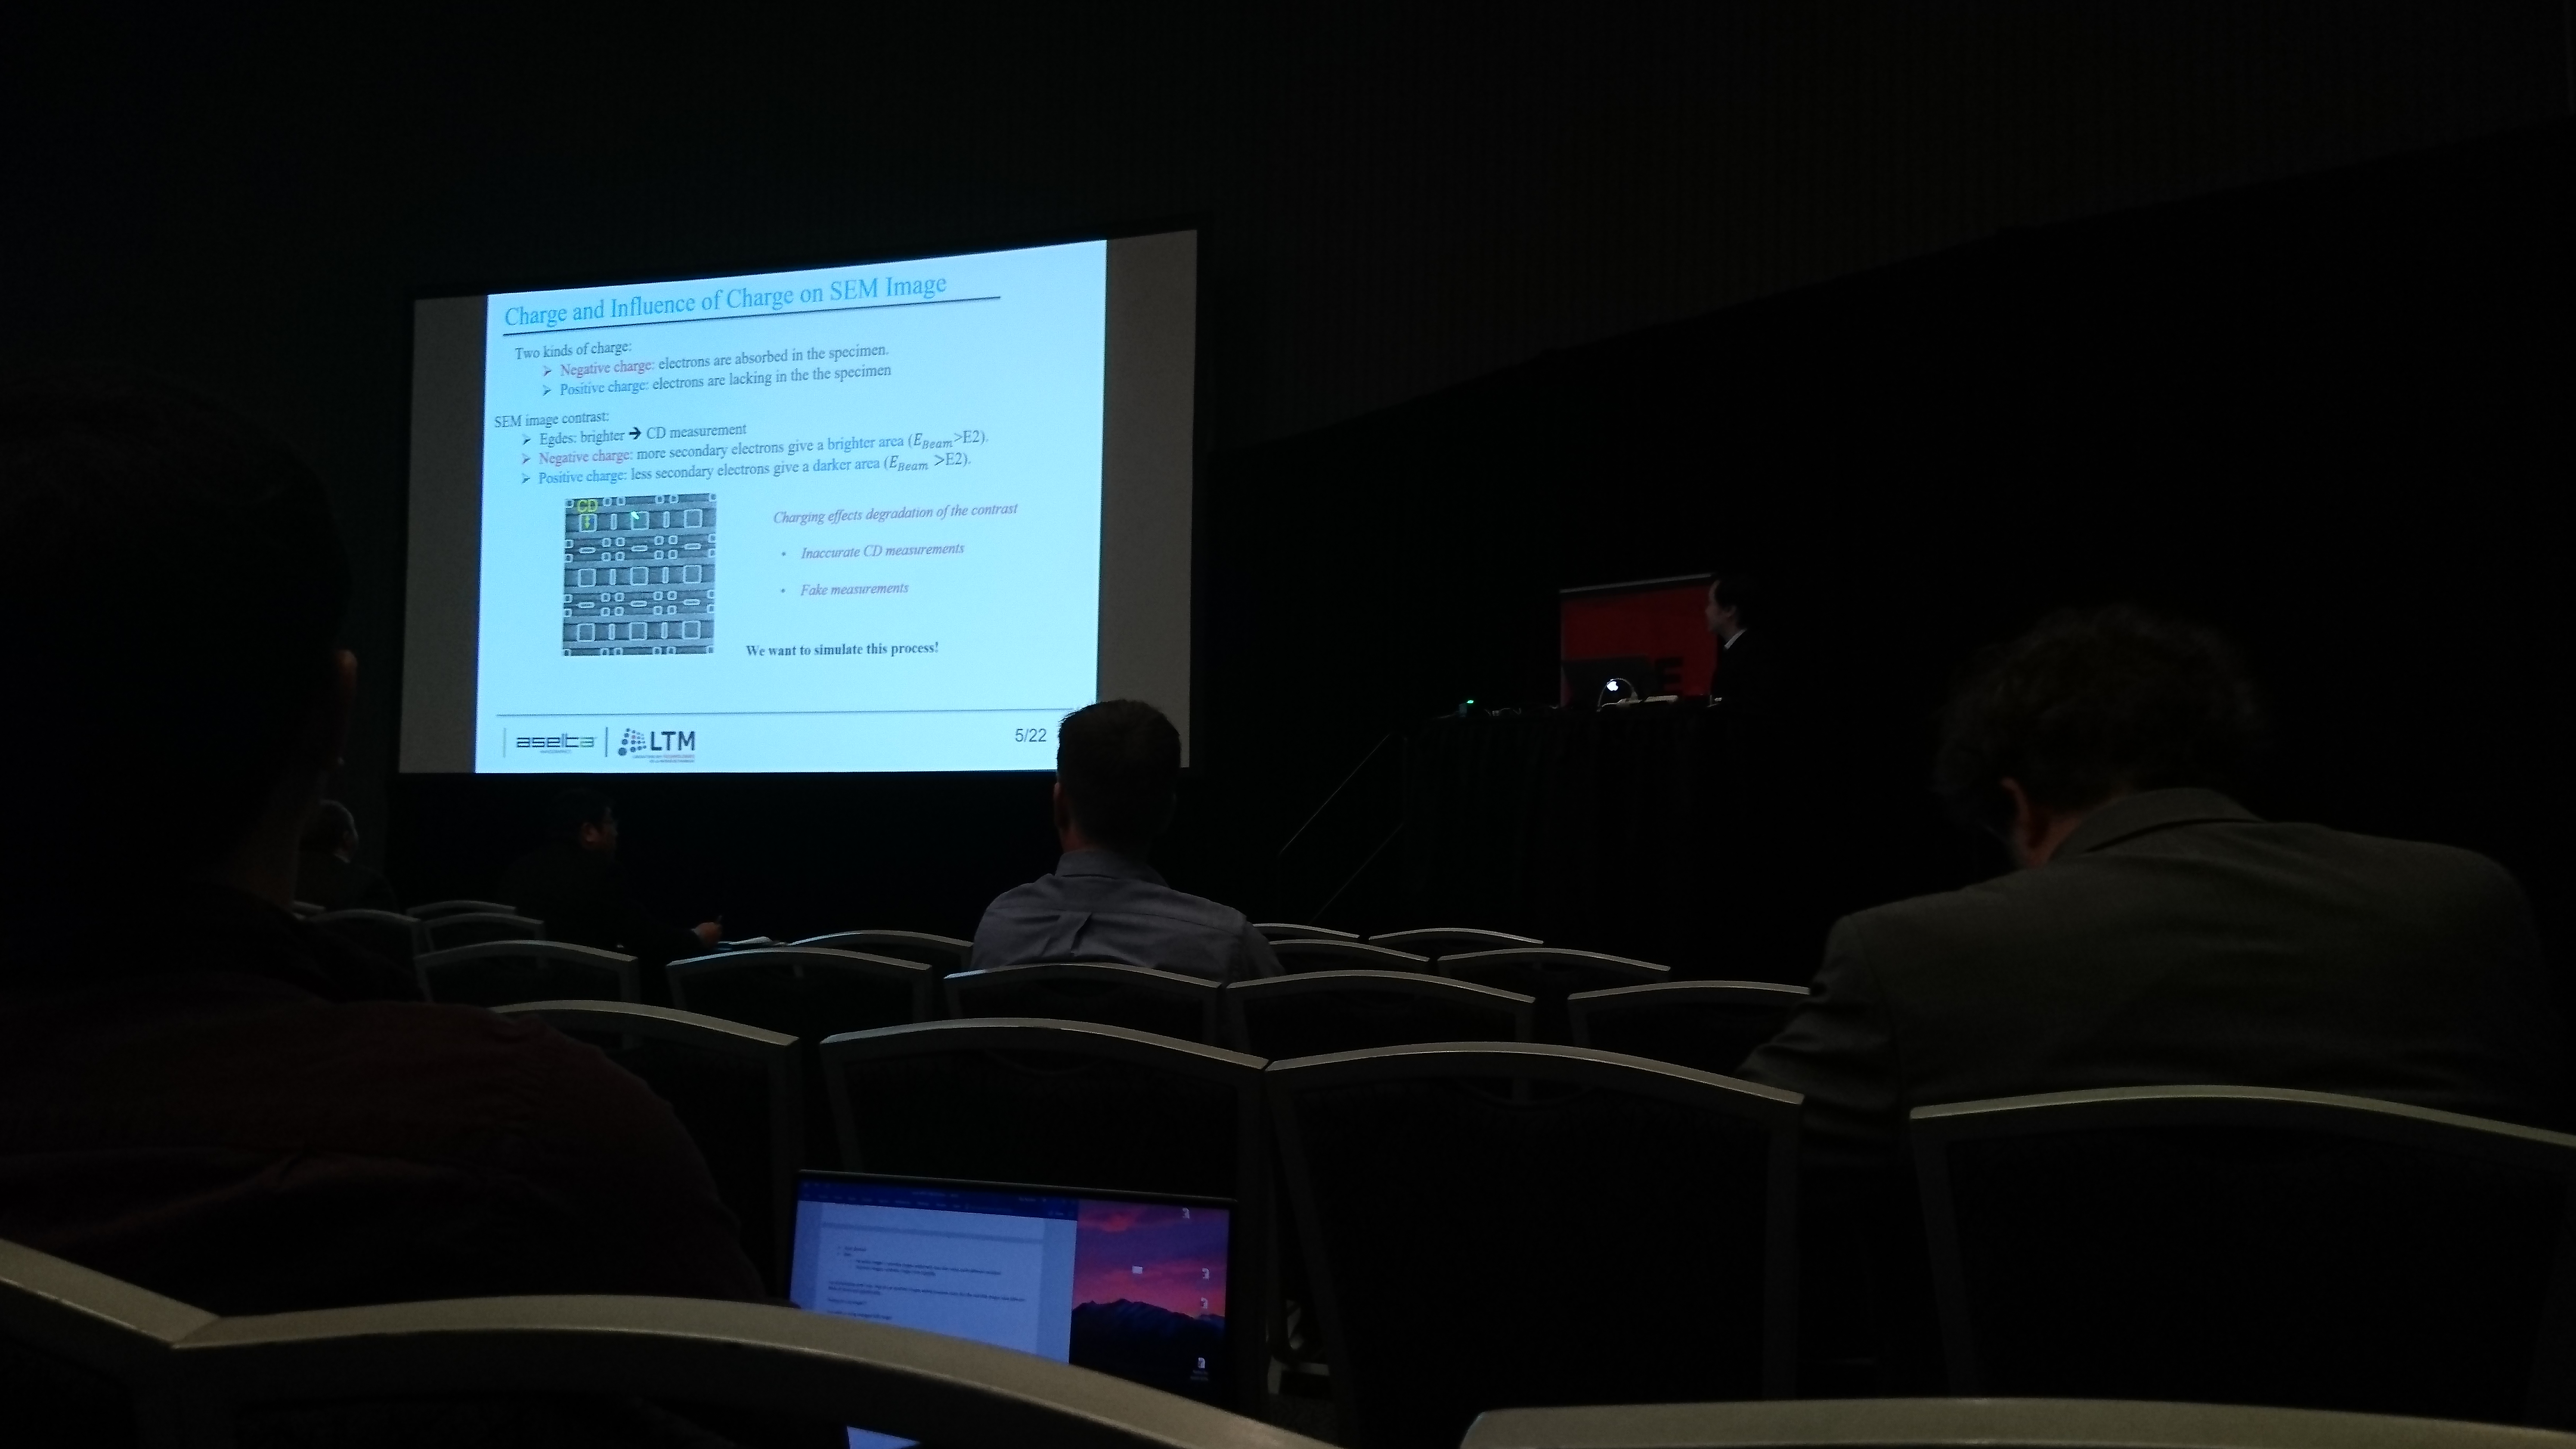 Charge and Influence of Charge on SEM Image
Two kinds of charge:
➢ Negative charge: electrons are absorbed in the specimen.
➢ Positive charge: electrons are lacking in the the specimen
SEM image contrast:
➢ Egdes: brighter ➔ CD measurement
➢ Negative charge: more secondary electrons give a brighter area (E_Beam>E2).
➢ Positive charge: less secondary electrons give a darker area (E_Beam >E2).
CD
Charging effects degradation of the contrast
• Inaccurate CD measurements
• Fake measurements
We want to simulate this process!
aselta
LTM
5/22